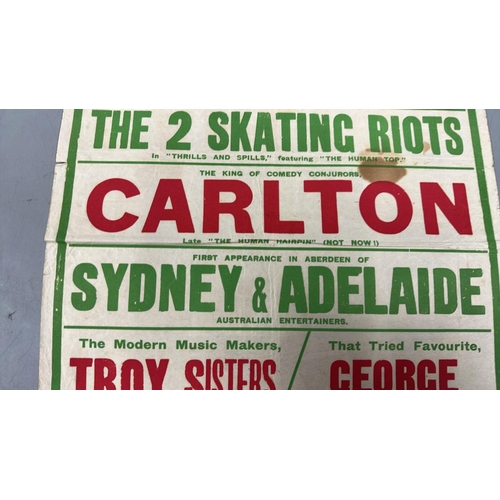 THE 2 SKATING RIOTS
In "THRILLS AND SPILLS," featuring "THE HUMAN TOP."
THE KING OF COMEDY CONJURORS,
CARLTON
Late "THE HUMAN HAIRPIN" (NOT NOW!)
FIRST APPEARANCE IN ABERDEEN OF
SYDNEY & ADELAIDE
AUSTRALIAN ENTERTAINERS.
The Modern Music Makers,
TROY SISTERS
That Tried Favourite,
GEORGE